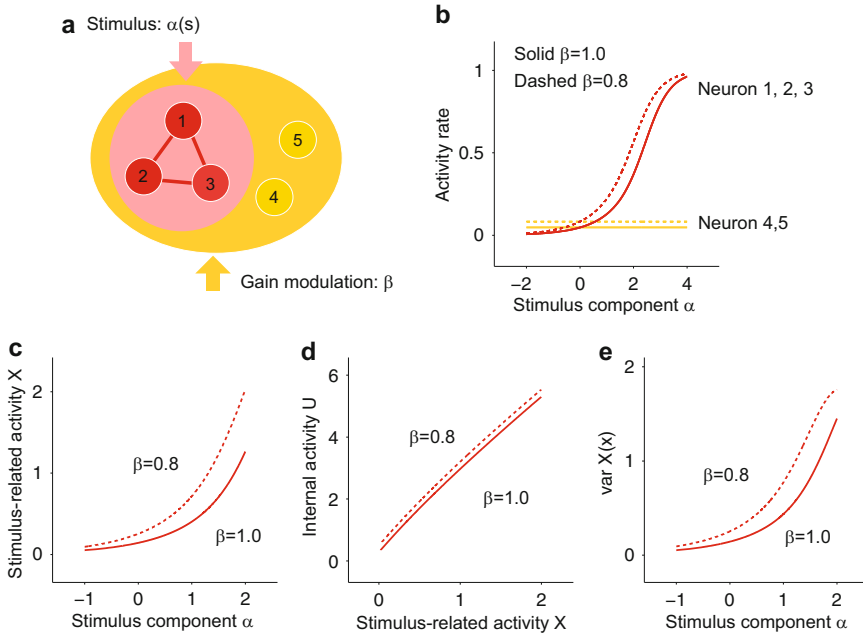 a
Stimulus: α(s)
1
2
3
4
5
Gain modulation: β
b
Solid β=1.0
Dashed β=0.8
Neuron 1, 2, 3
Neuron 4,5
Activity rate
1
0.5
0
−2
0
2
4
Stimulus component α
c
Stimulus-related activity X
2
1
0
β=0.8
β=1.0
−1
0
1
2
Stimulus component α
d
Internal activity U
6
4
2
0
β=0.8
β=1.0
0
1
2
Stimulus-related activity X
e
var X(x)
2
1
0
β=0.8
β=1.0
−1
0
1
2
Stimulus component α